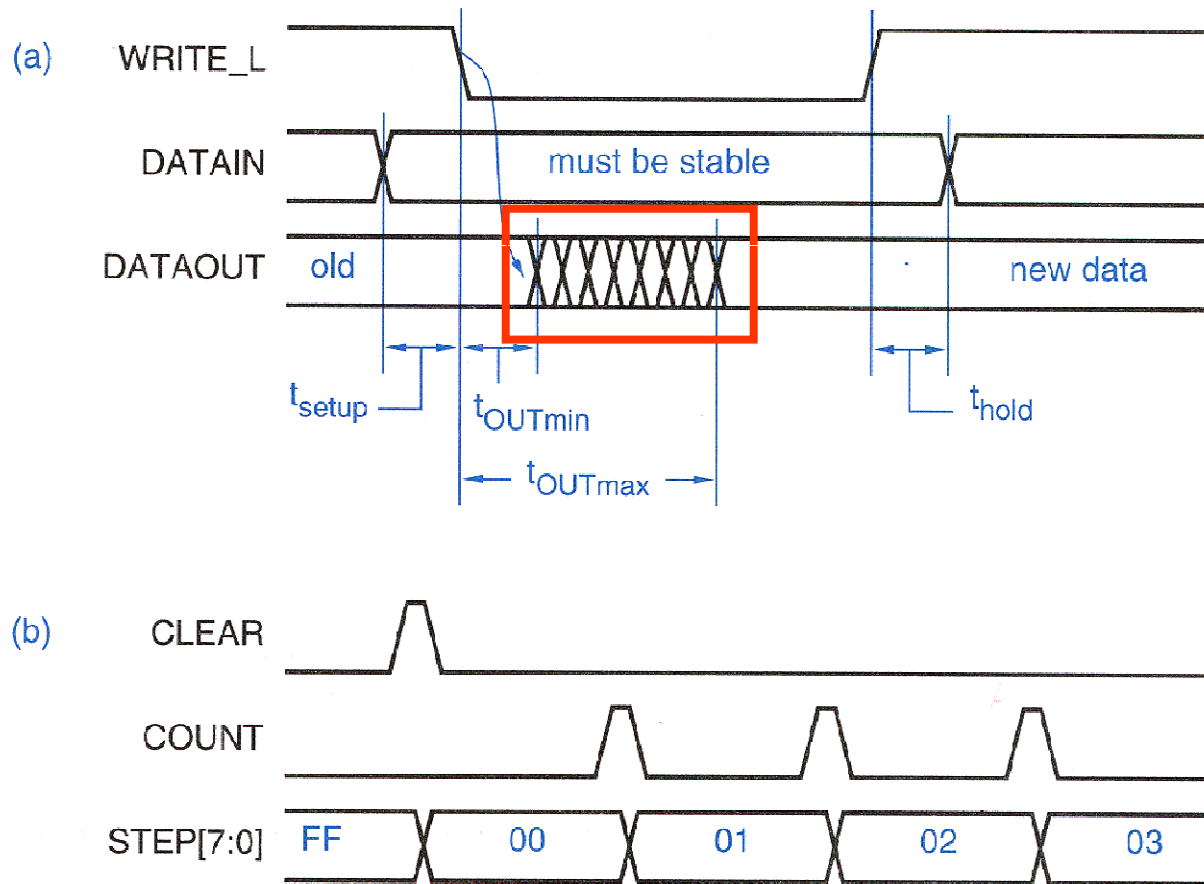 (a) WRITE_L
DATAIN must be stable
DATAOUT old new data
tsetup tOUTmin thold
tOUTmax
(b) CLEAR
COUNT
STEP[7:0] FF 00 01 02 03